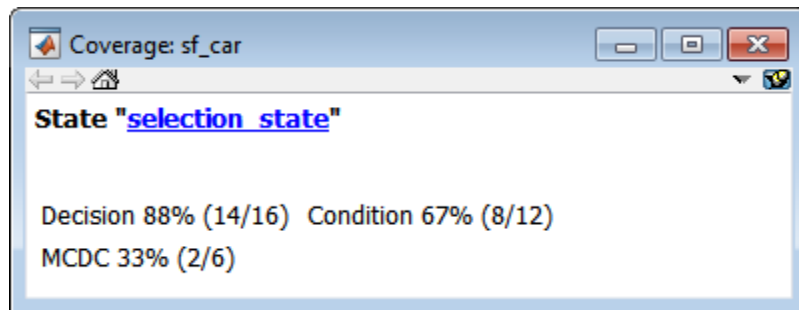 Coverage: sf_car
State "selection_state"
Decision 88% (14/16) Condition 67% (8/12)
MCDC 33% (2/6)